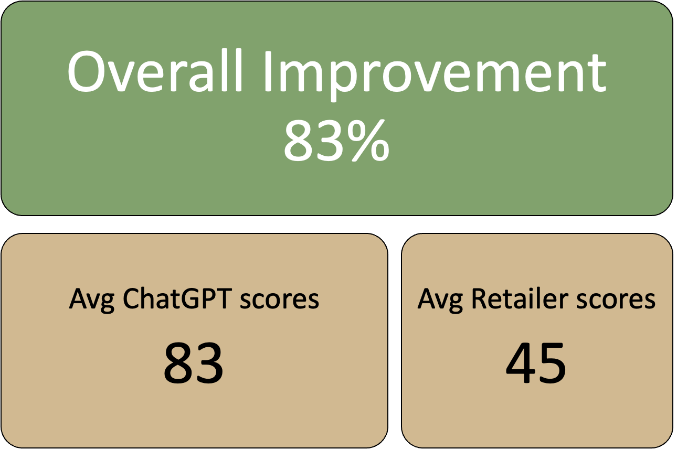 Overall Improvement
83%
Avg ChatGPT scores
83
Avg Retailer scores
45